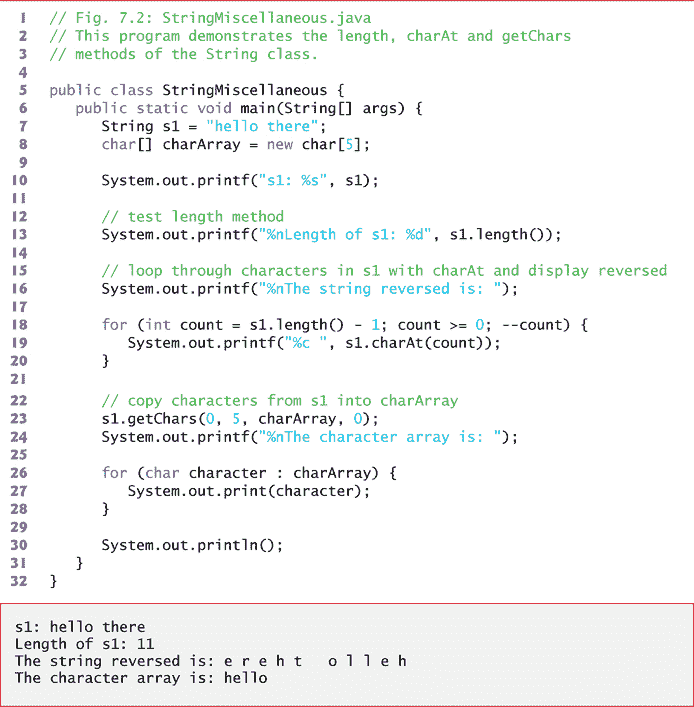 1 // Fig. 7.2: StringMiscellaneous.java
2 // This program demonstrates the length, charAt and getChars
3 // methods of the String class.
4
5 public class StringMiscellaneous {
6    public static void main(String[] args) {
7       String s1 = "hello there";
8       char[] charArray = new char[5];
9
10       System.out.printf("s1: %s", s1);
11
12       // test length method
13       System.out.printf("%nLength of s1: %d", s1.length());
14
15       // loop through characters in s1 with charAt and display reversed
16       System.out.printf("%nThe string reversed is: ");
17
18       for (int count = s1.length() - 1; count >= 0; --count) {
19          System.out.printf("%c ", s1.charAt(count));
20       }
21
22       // copy characters from s1 into charArray
23       s1.getChars(0, 5, charArray, 0);
24       System.out.printf("%nThe character array is: ");
25
26       for (char character : charArray) {
27          System.out.print(character);
28       }
29
30       System.out.println();
31    }
32 }
s1: hello there
Length of s1: 11
The string reversed is: e r e h t   o l l e h
The character array is: hello